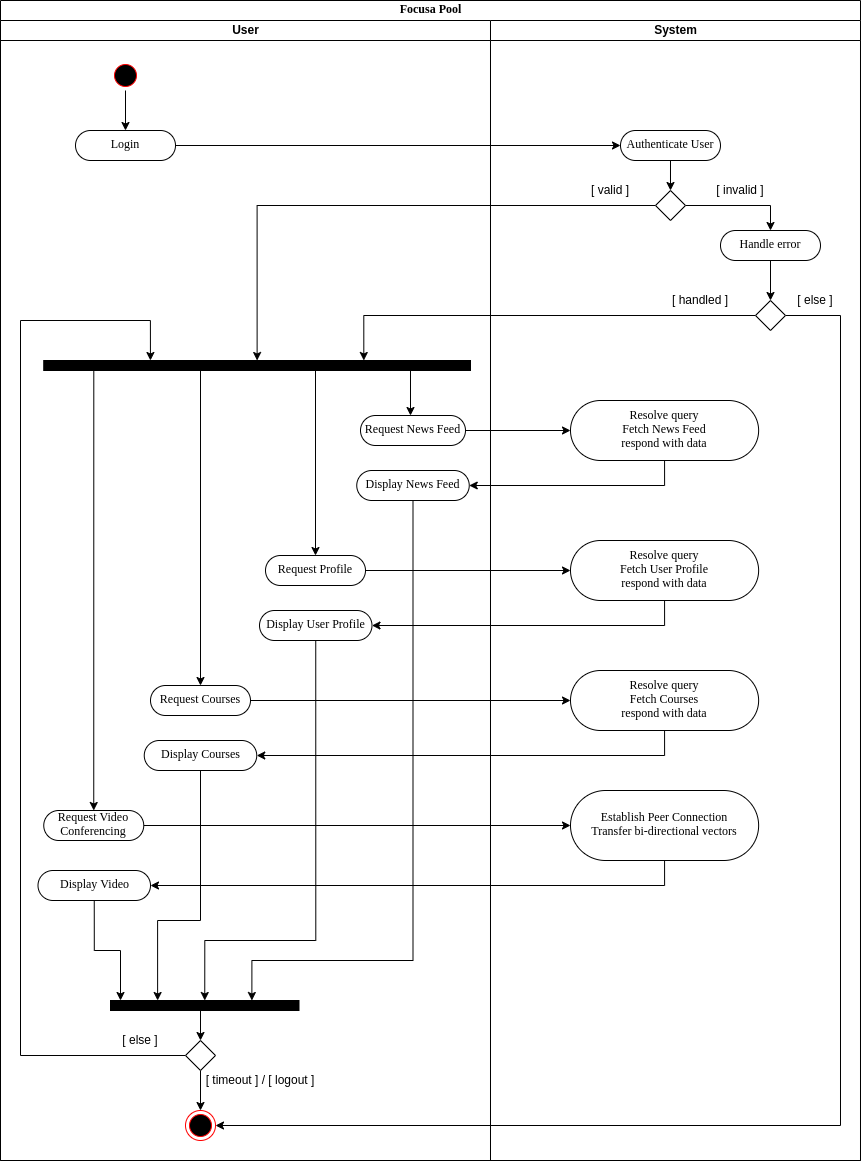 Focusa Pool
User
System
Login
Authenticate User
[ valid ]
[ invalid ]
Handle error
[ handled ]
[ else ]
Request News Feed
Resolve query
Fetch News Feed
respond with data
Display News Feed
Request Profile
Resolve query
Fetch User Profile
respond with data
Display User Profile
Request Courses
Resolve query
Fetch Courses
respond with data
Display Courses
Request Video
Conferencing
Establish Peer Connection
Transfer bi-directional vectors
Display Video
[ else ]
[ timeout ] / [ logout ]